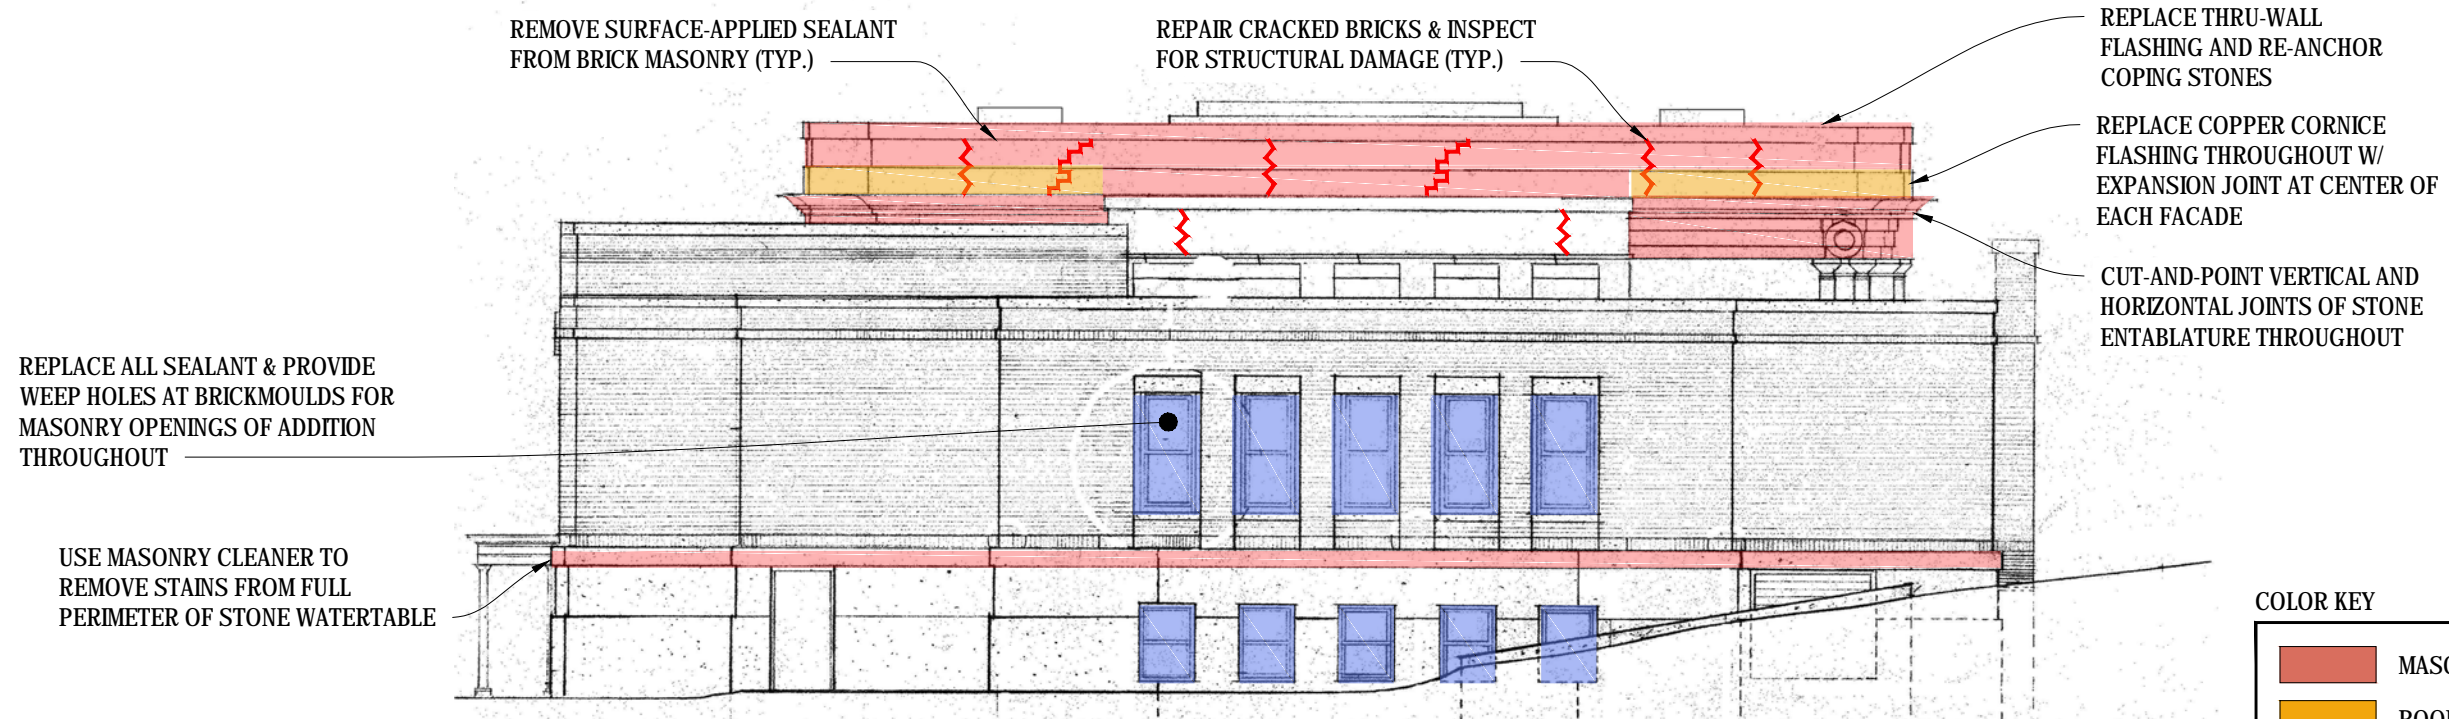 REMOVE SURFACE-APPLIED SEALANT
FROM BRICK MASONRY (TYP.)
REPAIR CRACKED BRICKS & INSPECT
FOR STRUCTURAL DAMAGE (TYP.)
REPLACE THRU-WALL
FLASHING AND RE-ANCHOR
COPING STONES
REPLACE COPPER CORNICE
FLASHING THROUGHOUT W/
EXPANSION JOINT AT CENTER OF
EACH FACADE
CUT-AND-POINT VERTICAL AND
HORIZONTAL JOINTS OF STONE
ENTABLATURE THROUGHOUT
REPLACE ALL SEALANT & PROVIDE
WEEP HOLES AT BRICKMOULDS FOR
MASONRY OPENINGS OF ADDITION
THROUGHOUT
USE MASONRY CLEANER TO
REMOVE STAINS FROM FULL
PERIMETER OF STONE WATERTABLE
COLOR KEY